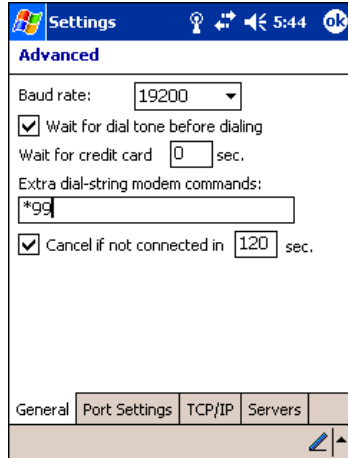 Settings 5:44 ok
Advanced
Baud rate: 19200
Wait for dial tone before dialing
Wait for credit card 0 sec.
Extra dial-string modem commands:
*99
Cancel if not connected in 120 sec.
General Port Settings TCP/IP Servers